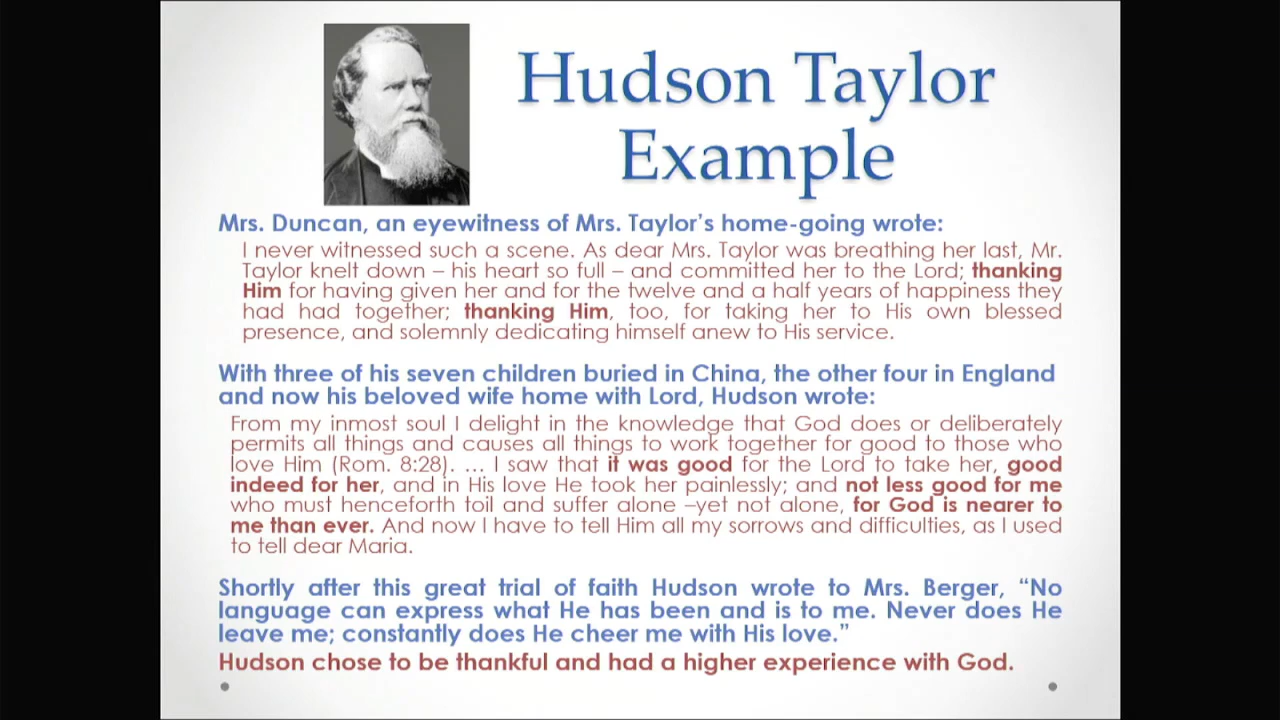 Hudson Taylor
Example
Mrs. Duncan, an eyewitness of Mrs. Taylor's home-going wrote:
I never witnessed such a scene. As dear Mrs. Taylor was breathing her last, Mr.
Taylor knelt down – his heart so full – and committed her to the Lord; thanking
Him for having given her and for the twelve and a half years of happiness they
had had together; thanking Him, too, for taking her to His own blessed
presence, and solemnly dedicating himself anew to His service.
With three of his seven children buried in China, the other four in England
and now his beloved wife home with Lord, Hudson wrote:
From my inmost soul I delight in the knowledge that God does or deliberately
permits all things and causes all things to work together for good to those who
love Him (Rom. 8:28). … I saw that it was good for the Lord to take her, good
indeed for her, and in His love He took her painlessly; and not less good for me
who must henceforth toil and suffer alone –yet not alone, for God is nearer to
me than ever. And now I have to tell Him all my sorrows and difficulties, as I used
to tell dear Maria.
Shortly after this great trial of faith Hudson wrote to Mrs. Berger, “No
language can express what He has been and is to me. Never does He
leave me; constantly does He cheer me with His love.”
Hudson chose to be thankful and had a higher experience with God.